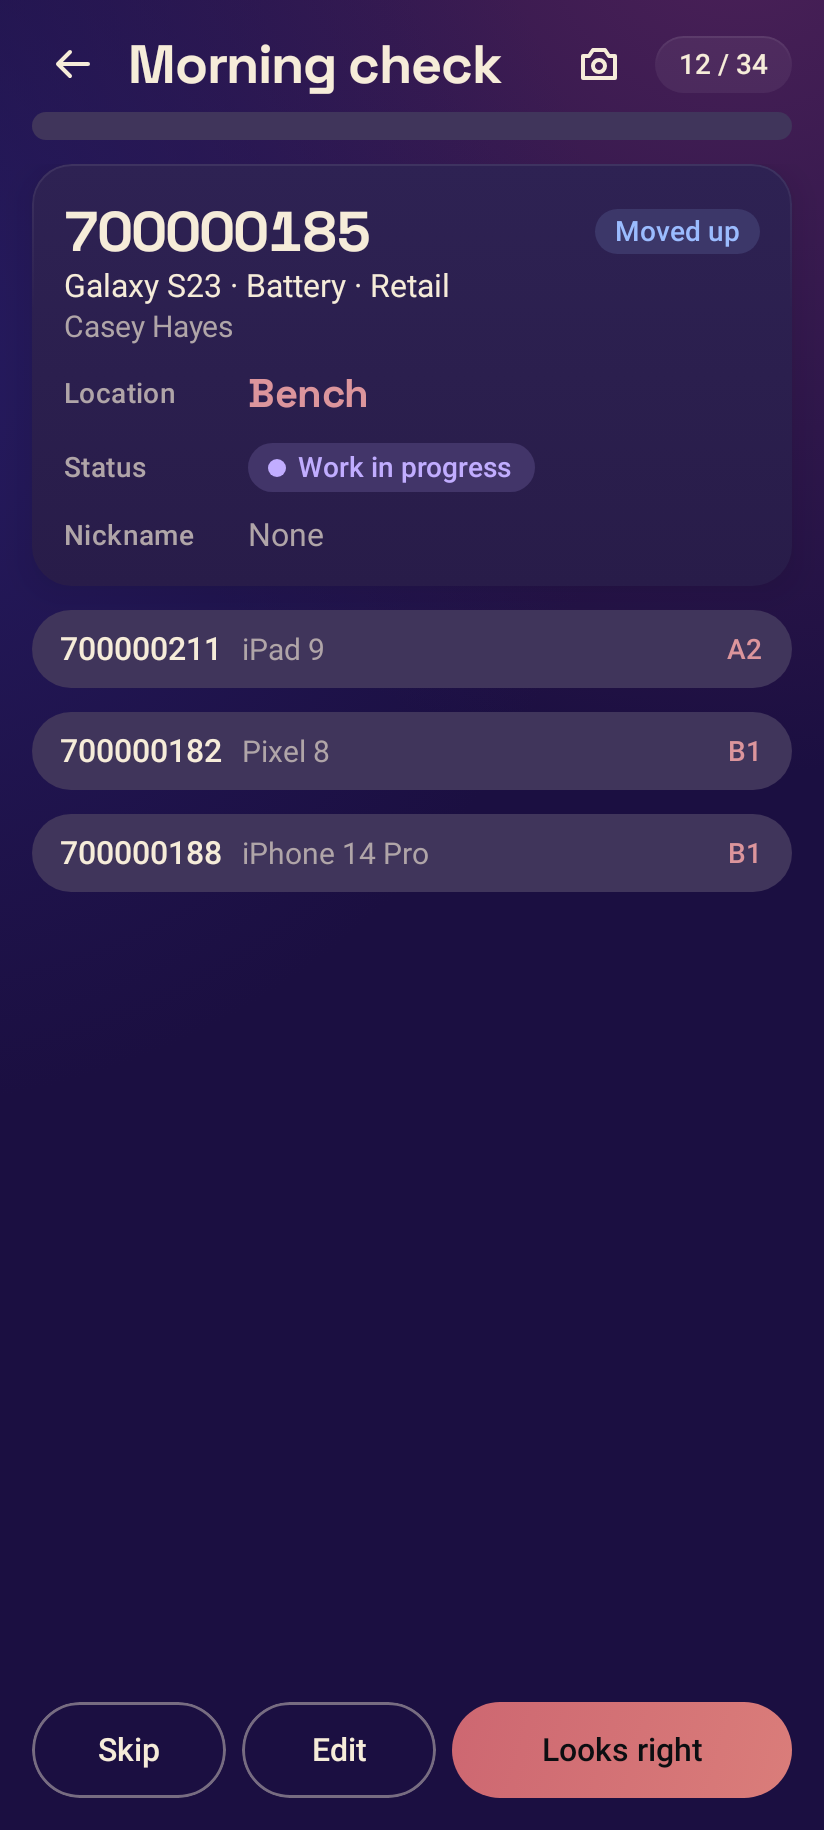 Morning check
12 / 34
700000185
Moved up
Galaxy S23 · Battery · Retail
Casey Hayes
Location Bench
Status Work in progress
Nickname None
700000211 iPad 9 A2
700000182 Pixel 8 B1
700000188 iPhone 14 Pro B1
Skip Edit Looks right